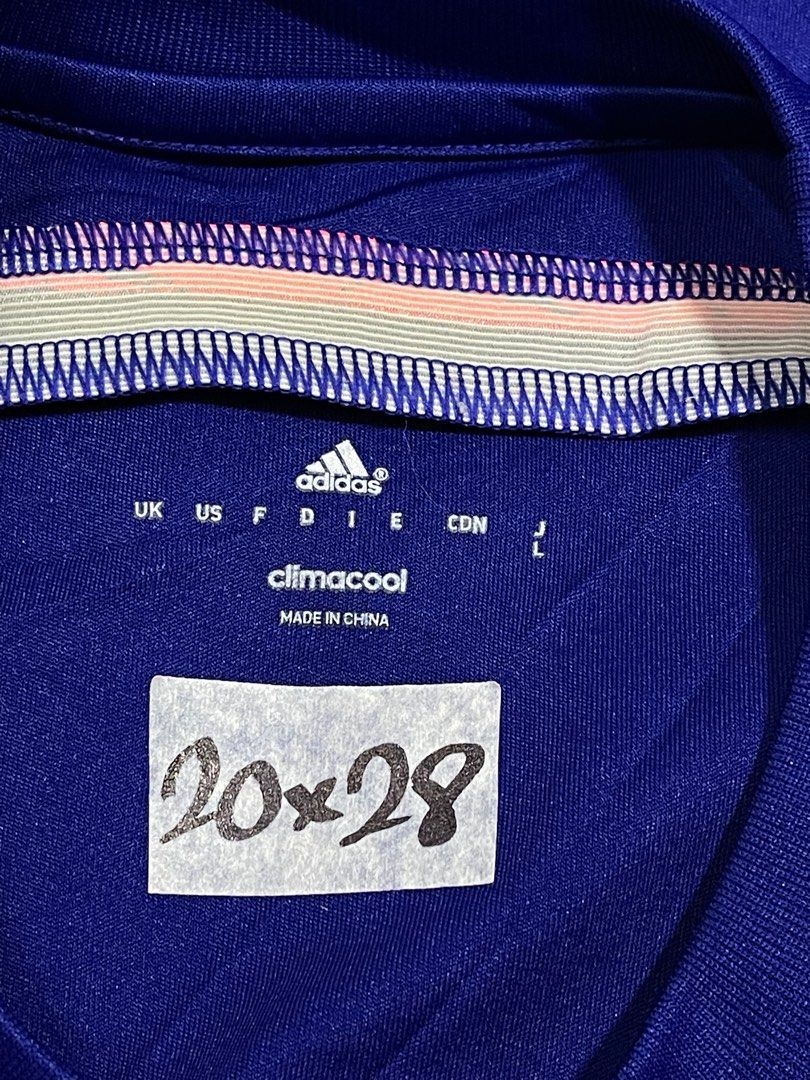 adidas®
UK US F D I E CDN J
L
climacool
MADE IN CHINA
20x28